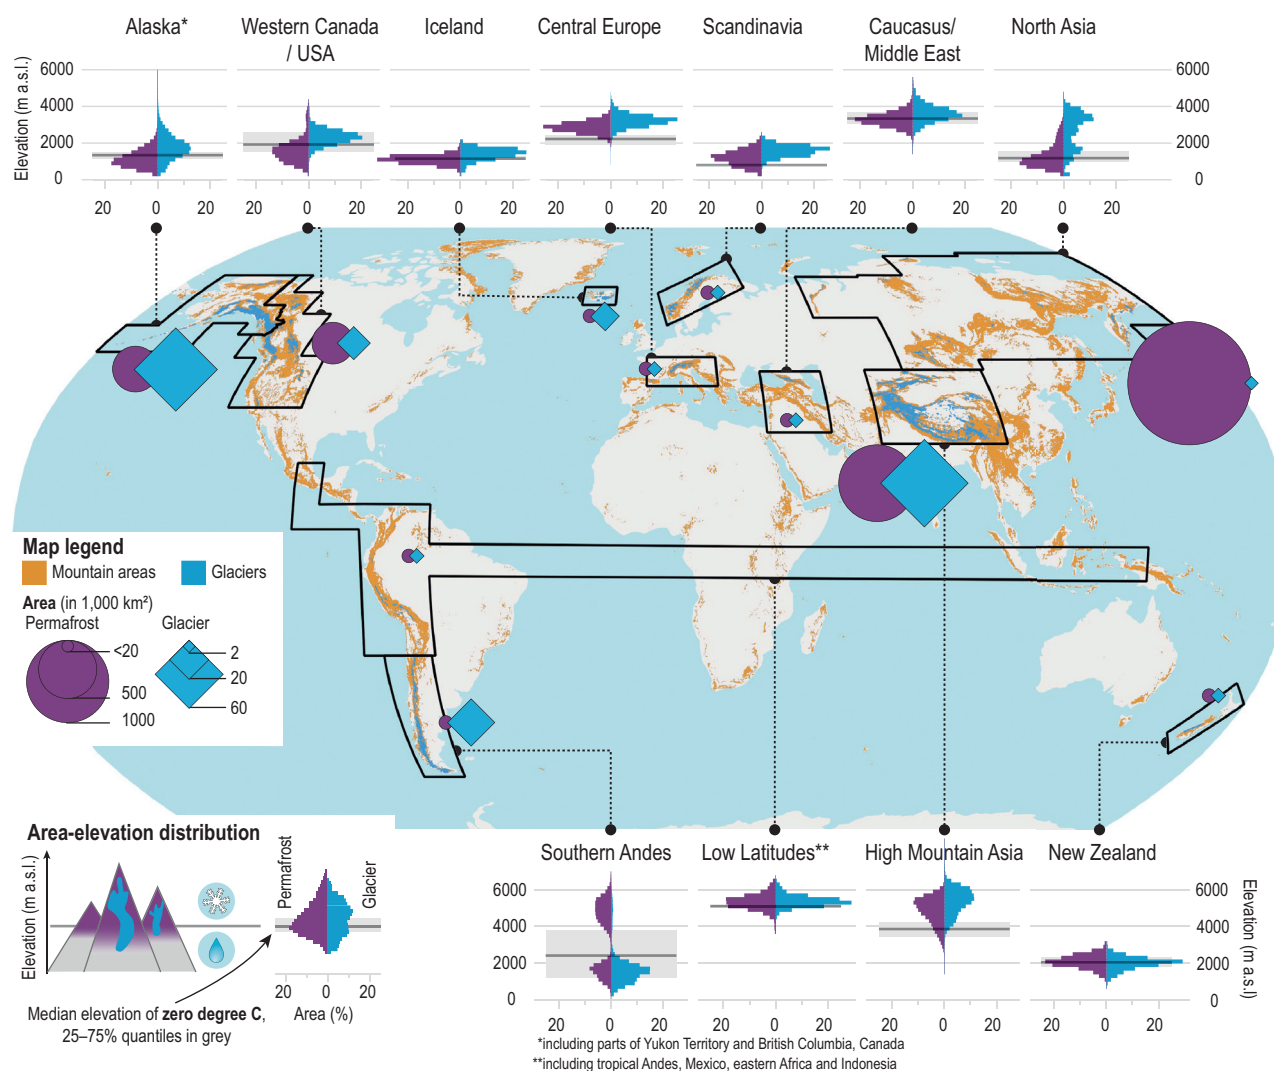 Alaska*
Western Canada
/ USA
Iceland
Central Europe
Scandinavia
Caucasus/
Middle East
North Asia
Elevation (m a.s.l.)
6000
4000
2000
0
6000
4000
2000
0
20 0 20
20 0 20
20 0 20
20 0 20
20 0 20
20 0 20
20 0 20
Map legend
Mountain areas
Glaciers
Area (in 1,000 km²)
Permafrost
Glacier
<20
500
1000
2
20
60
Area-elevation distribution
Elevation (m a.s.l.)
Permafrost
Glacier
20 0 20
Area (%)
Median elevation of zero degree C,
25–75% quantiles in grey
Southern Andes
Low Latitudes**
High Mountain Asia
New Zealand
6000
4000
2000
0
6000
4000
2000
0
Elevation (m a.s.l)
20 0 20
20 0 20
20 0 20
20 0 20
*including parts of Yukon Territory and British Columbia, Canada
**including tropical Andes, Mexico, eastern Africa and Indonesia